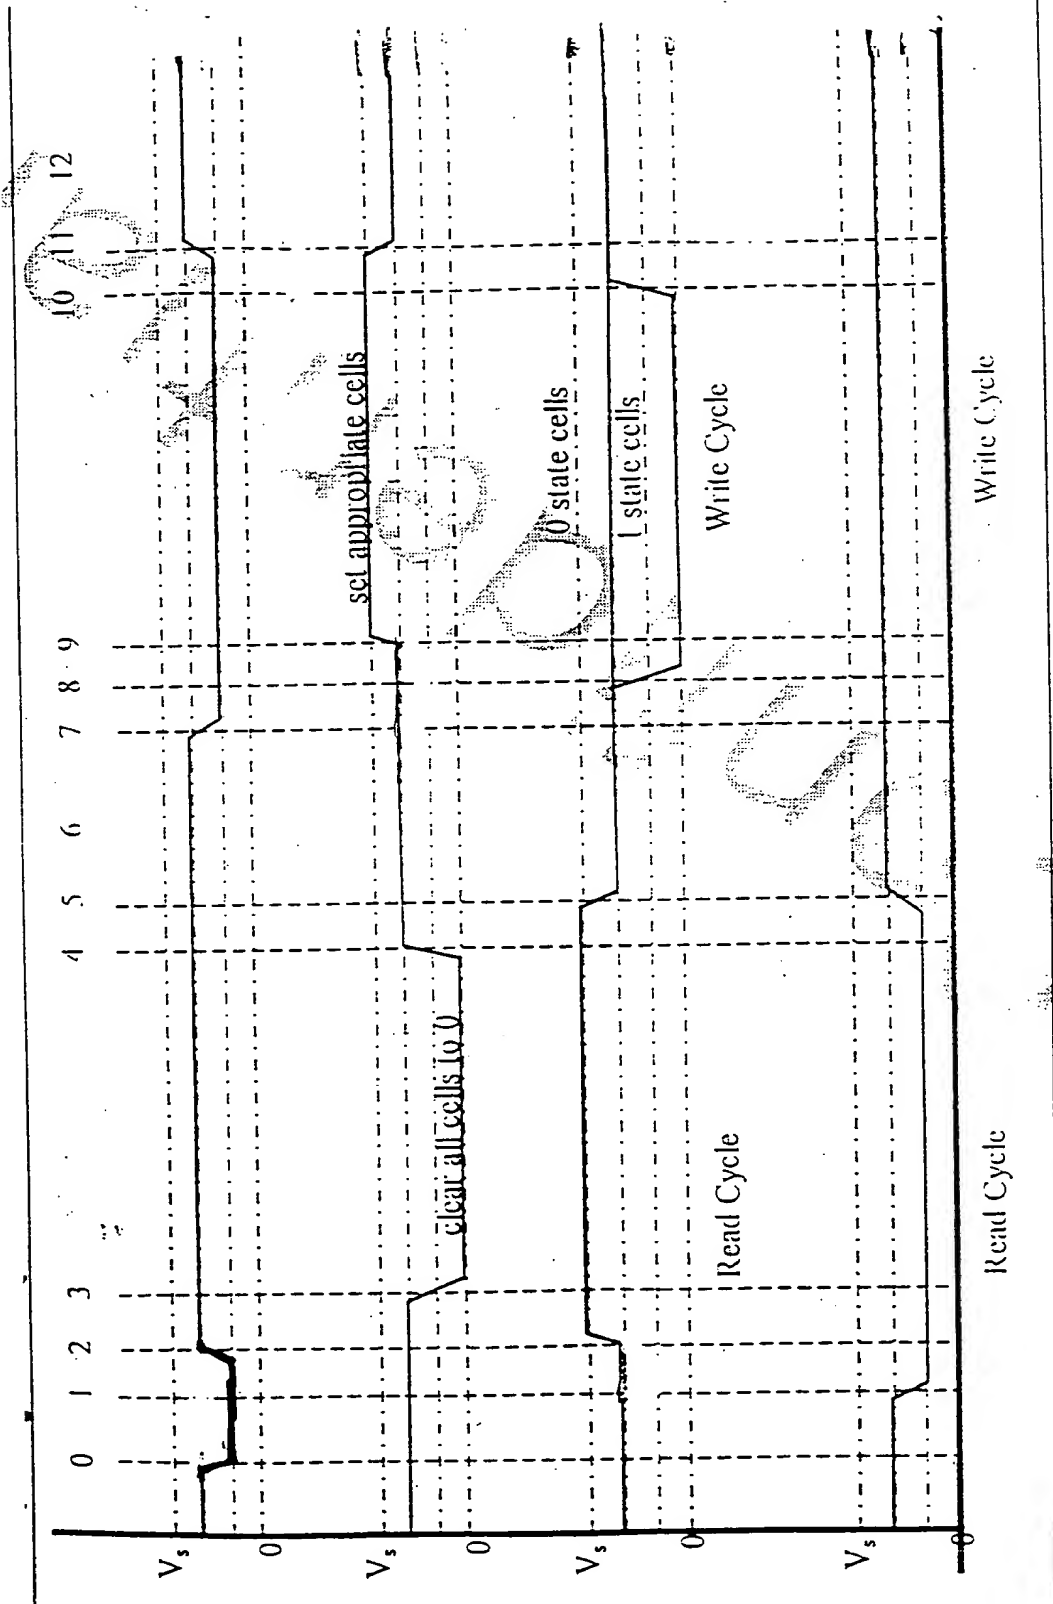 0 1 2 3 4 5 6 7 8 9 10 11 12
Vs
0
set appropriate cells
clear all cells to 0
Vs
0
0 state cells
1 state cells
Vs
0
Read Cycle
Write Cycle
Vs
0
Read Cycle
Write Cycle